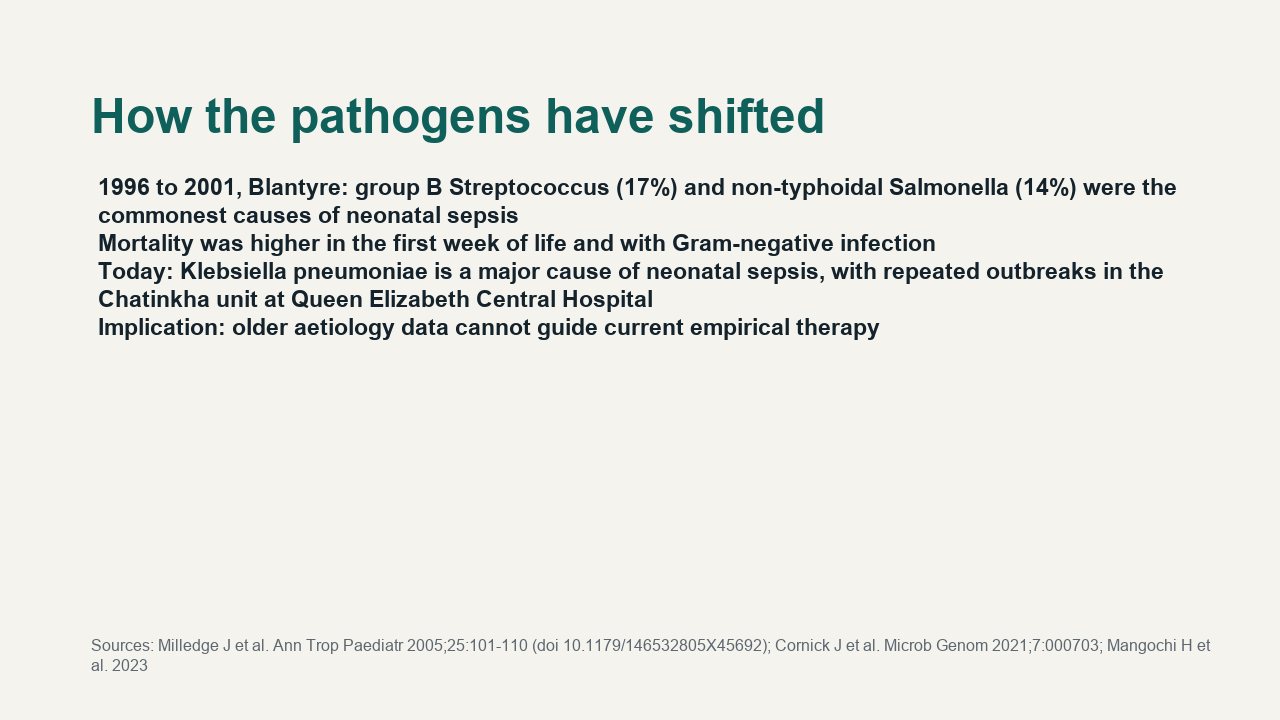 How the pathogens have shifted
1996 to 2001, Blantyre: group B Streptococcus (17%) and non-typhoidal Salmonella (14%) were the
commonest causes of neonatal sepsis
Mortality was higher in the first week of life and with Gram-negative infection
Today: Klebsiella pneumoniae is a major cause of neonatal sepsis, with repeated outbreaks in the
Chatinkha unit at Queen Elizabeth Central Hospital
Implication: older aetiology data cannot guide current empirical therapy
Sources: Milledge J et al. Ann Trop Paediatr 2005;25:101-110 (doi 10.1179/146532805X45692); Cornick J et al. Microb Genom 2021;7:000703; Mangochi H et
al. 2023